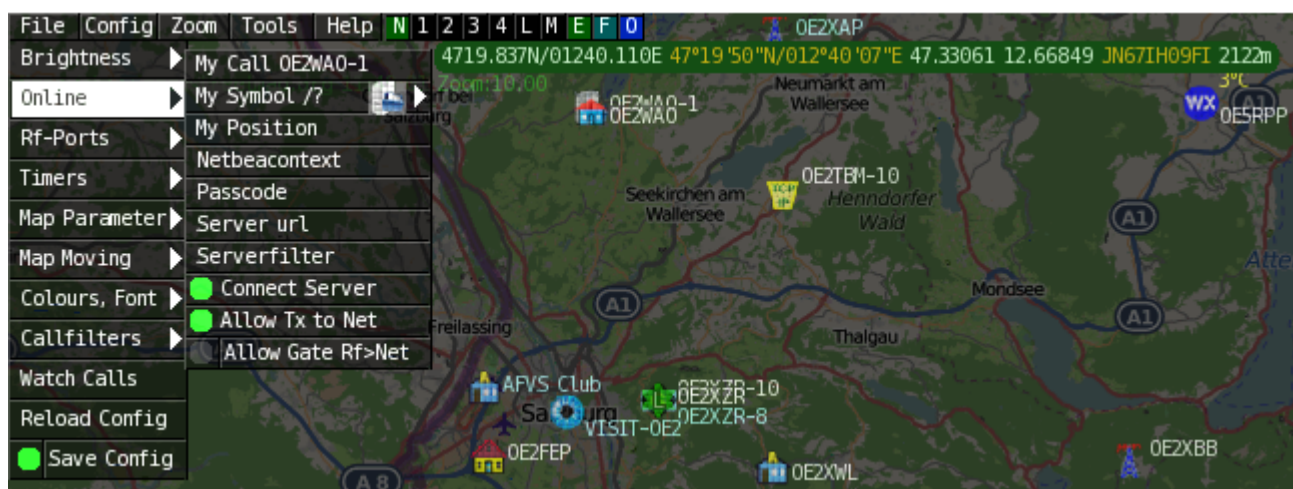 File Config Zoom Tools Help N 1 2 3 4 L M E F O
OE2XAP
4719.837N/01240.110E 47°19'50"N/012°40'07"E 47.33061 12.66849 JN67IH09FI 2122m
Zoom:10.00
Brightness
Online
Rf-Ports
Timers
Map Parameter
Map Moving
Colours, Font
Callfilters
Watch Calls
Reload Config
Save Config
My Call OE2WAO-1
My Symbol /?
My Position
Netbeacontext
Passcode
Server url
Serverfilter
Connect Server
Allow Tx to Net
Allow Gate Rf>Net
Neumarkt am
Wallersee
3°C
WX
OE5RPP
OE2WAO-1
OE2WAO
OE2TBM-10
Seekirchen am
Wallersee
Henndorfer
Wald
A1
Atte
Mondsee
A1
A1
Freilassing
Thalgau
AFVS Club
OE2XZR-10
OE2XZR
L
OE2XZR-8
VISIT-OE2
OE2FEP
OE2XBB
OE2XWL
A 8